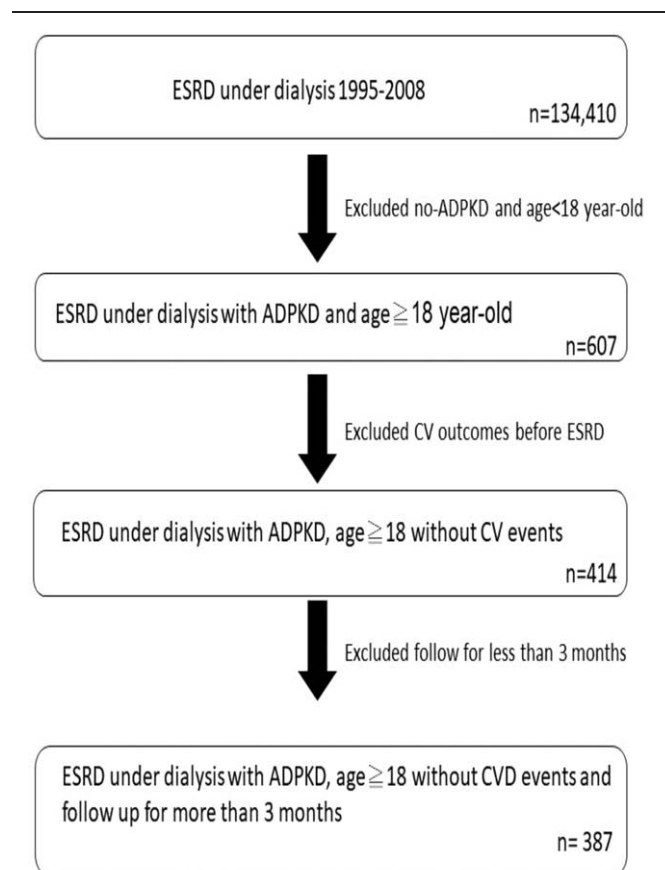 ESRD under dialysis 1995-2008
n=134,410
Excluded no-ADPKD and age<18 year-old
ESRD under dialysis with ADPKD and age≧18 year-old
n=607
Excluded CV outcomes before ESRD
ESRD under dialysis with ADPKD, age≧18 without CV events
n=414
Excluded follow for less than 3 months
ESRD under dialysis with ADPKD, age≧18 without CVD events and
follow up for more than 3 months
n= 387